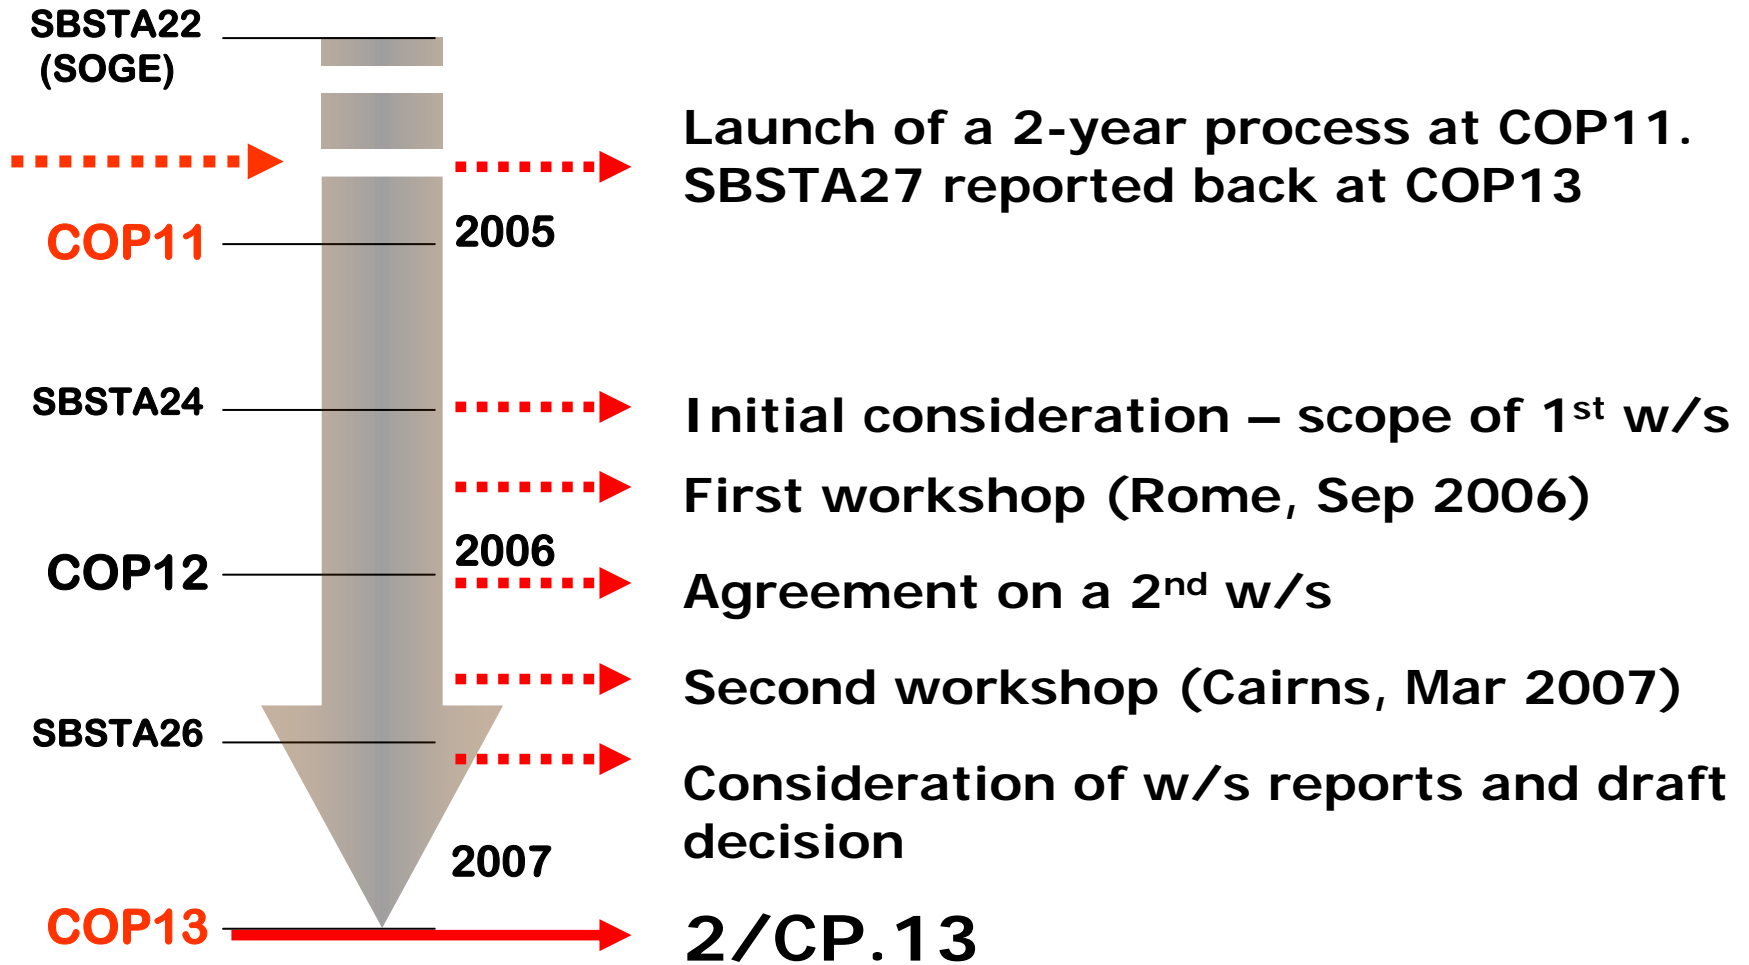 SBSTA22
(SOGE)
Launch of a 2-year process at COP11.
SBSTA27 reported back at COP13
COP11
2005
SBSTA24
Initial consideration – scope of 1st w/s
First workshop (Rome, Sep 2006)
2006
COP12
Agreement on a 2nd w/s
Second workshop (Cairns, Mar 2007)
SBSTA26
Consideration of w/s reports and draft
decision
2007
COP13
2/CP.13